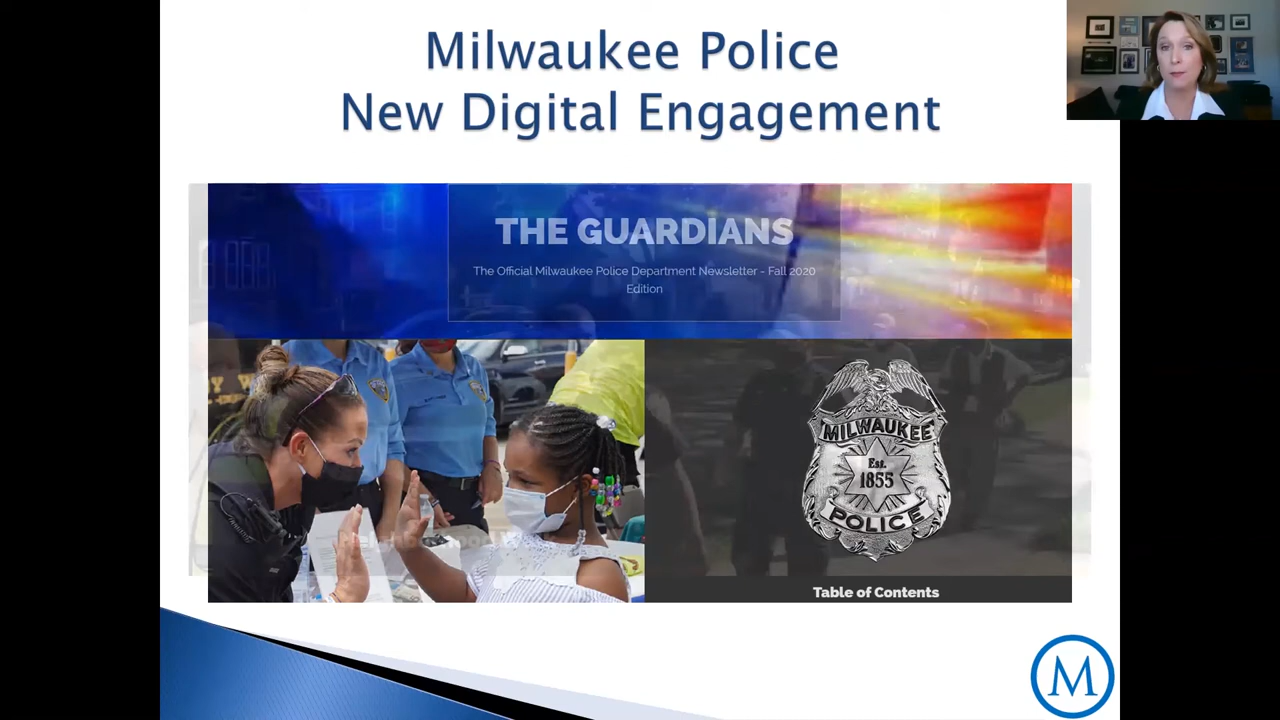 Milwaukee Police
New Digital Engagement
THE GUARDIANS
The Official Milwaukee Police Department Newsletter - Fall 2020
Edition
MILWAUKEE
Est.
1855
POLICE
Table of Contents
M